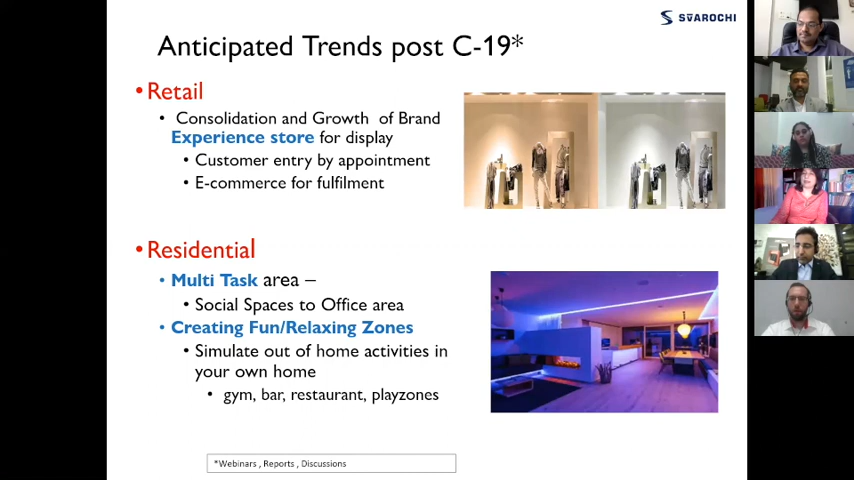 SVAROCHI
Anticipated Trends post C-19*
•Retail
• Consolidation and Growth of Brand
Experience store for display
• Customer entry by appointment
• E-commerce for fulfilment
•Residential
• Multi Task area –
• Social Spaces to Office area
• Creating Fun/Relaxing Zones
• Simulate out of home activities in
your own home
• gym, bar, restaurant, playzones
*Webinars , Reports , Discussions